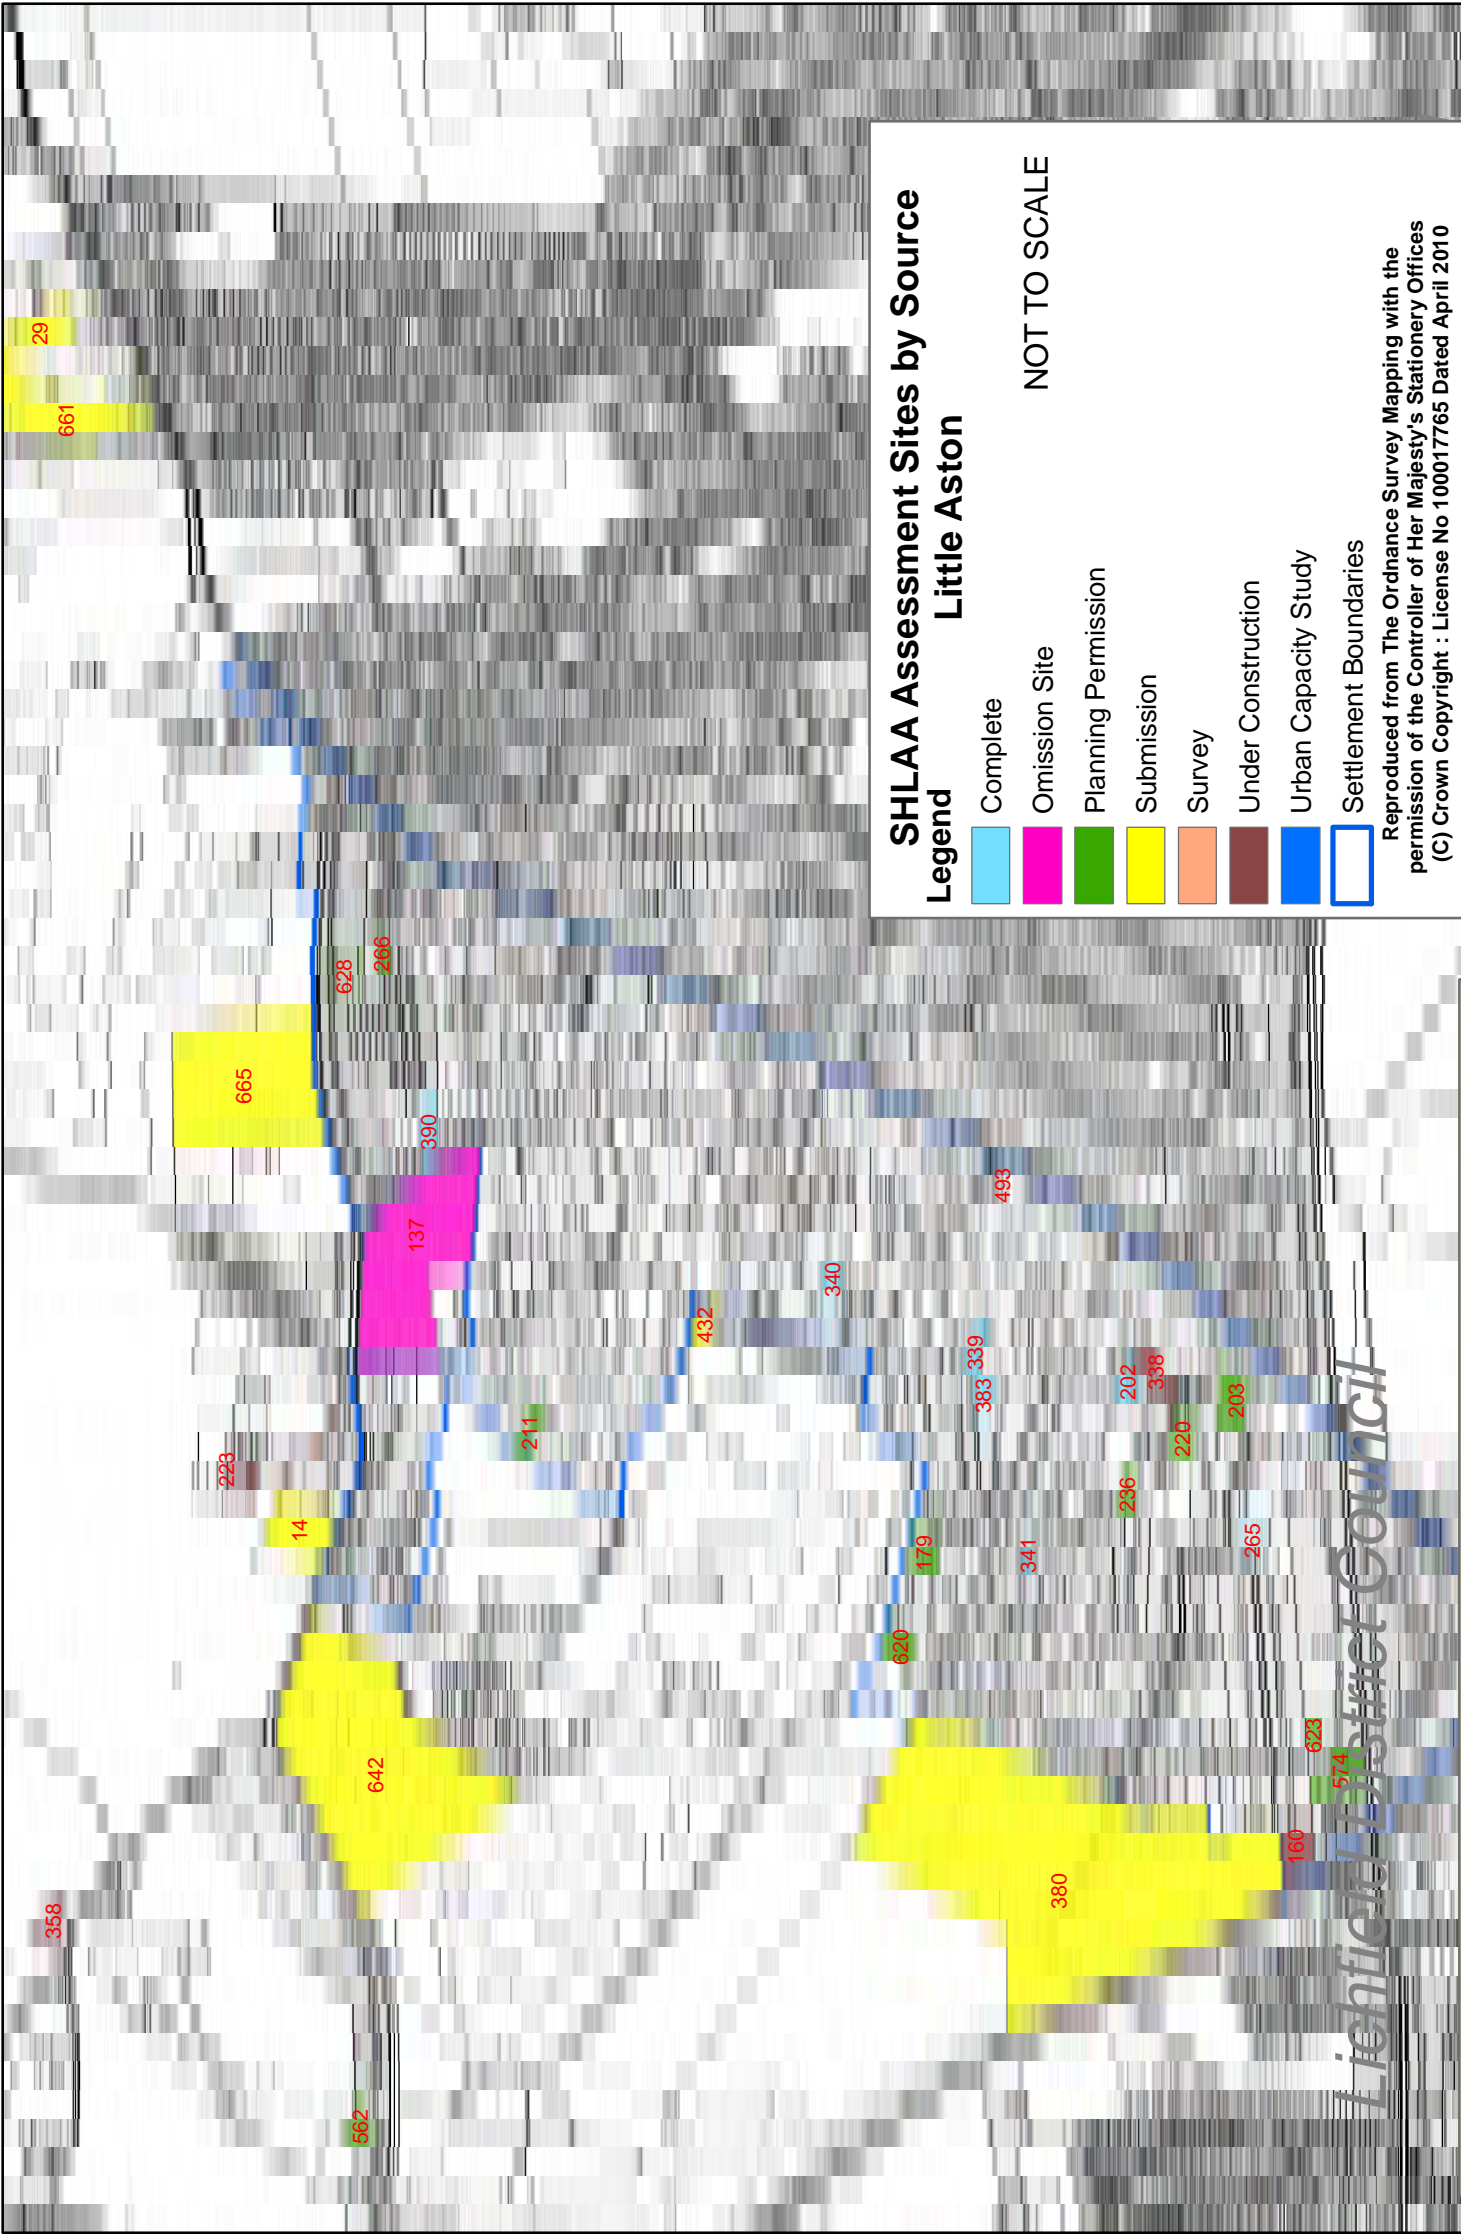 SHLAA Assessment Sites by Source
Little Aston
Legend
NOT TO SCALE
Complete
Omission Site
Planning Permission
Submission
Survey
Under Construction
Urban Capacity Study
Settlement Boundaries
Reproduced from The Ordnance Survey Mapping with the
permission of the Controller of Her Majesty's Stationery Offices
(C) Crown Copyright : License No 100017765 Dated April 2010
Lichfield District Council
29
661
628
266
665
390
137
493
340
432
339
383
202
338
203
220
211
223
236
14
179
341
265
620
642
623
574
160
380
358
562